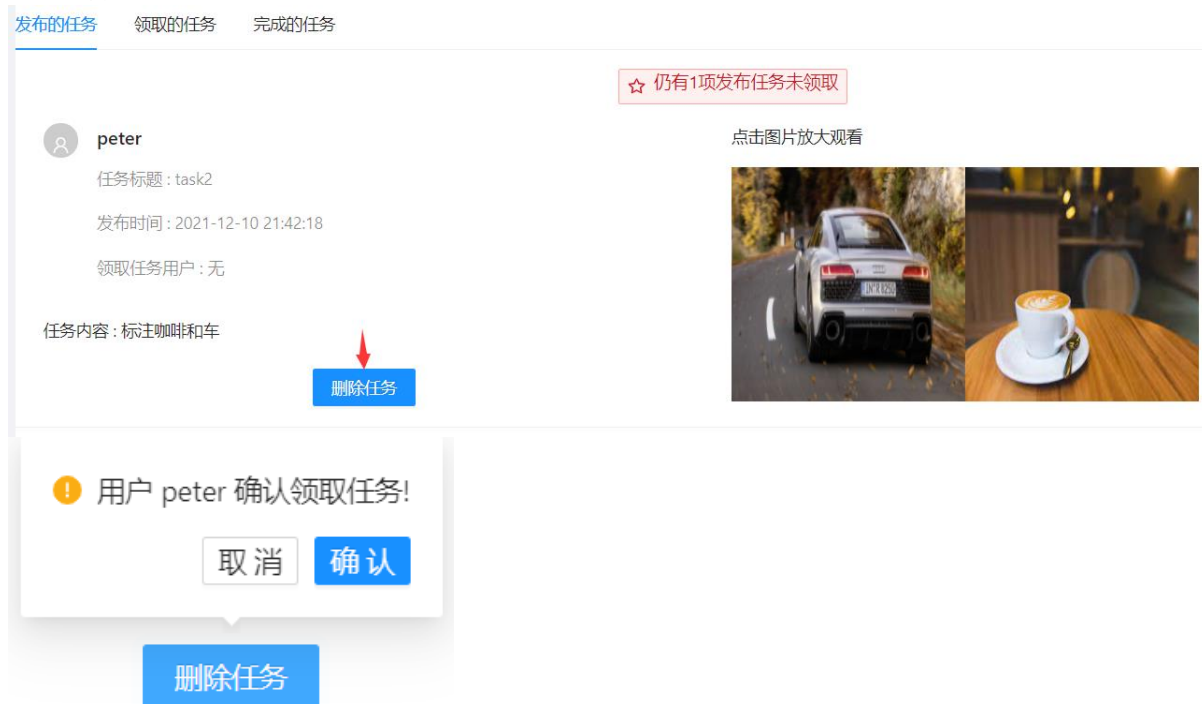 发布的任务 领取的任务 完成的任务
仍有1项发布任务未领取
peter
点击图片放大观看
任务标题 : task2
发布时间 : 2021-12-10 21:42:18
领取任务用户 : 无
任务内容 : 标注咖啡和车
删除任务
用户 peter 确认领取任务!
取 消 确 认
删除任务